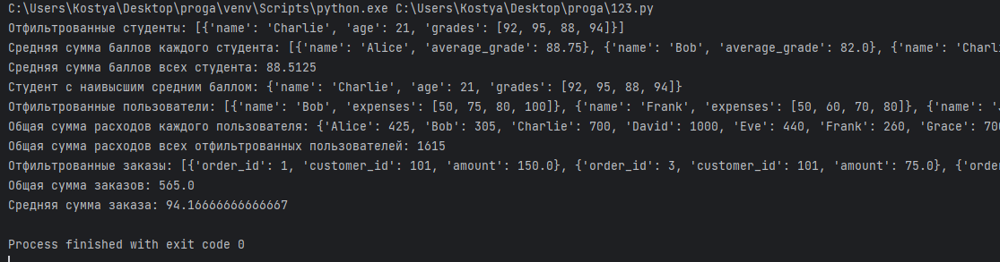 C:\Users\Kostya\Desktop\proga\venv\Scripts\python.exe C:\Users\Kostya\Desktop\proga\123.py
Отфильтрованные студенты: [{'name': 'Charlie', 'age': 21, 'grades': [92, 95, 88, 94]}]
Средняя сумма баллов каждого студента: [{'name': 'Alice', 'average_grade': 88.75}, {'name': 'Bob', 'average_grade': 82.0}, {'name': 'Charl
Средняя сумма баллов всех студента: 88.5125
Студент с наивысшим средним баллом: {'name': 'Charlie', 'age': 21, 'grades': [92, 95, 88, 94]}
Отфильтрованные пользователи: [{'name': 'Bob', 'expenses': [50, 75, 80, 100]}, {'name': 'Frank', 'expenses': [50, 60, 70, 80]}, {'name':
Общая сумма расходов каждого пользователя: {'Alice': 425, 'Bob': 305, 'Charlie': 700, 'David': 1000, 'Eve': 440, 'Frank': 260, 'Grace': 700
Общая сумма расходов всех отфильтрованных пользователей: 1615
Отфильтрованные заказы: [{'order_id': 1, 'customer_id': 101, 'amount': 150.0}, {'order_id': 3, 'customer_id': 101, 'amount': 75.0}, {'order
Общая сумма заказов: 565.0
Средняя сумма заказа: 94.16666666666667
Process finished with exit code 0